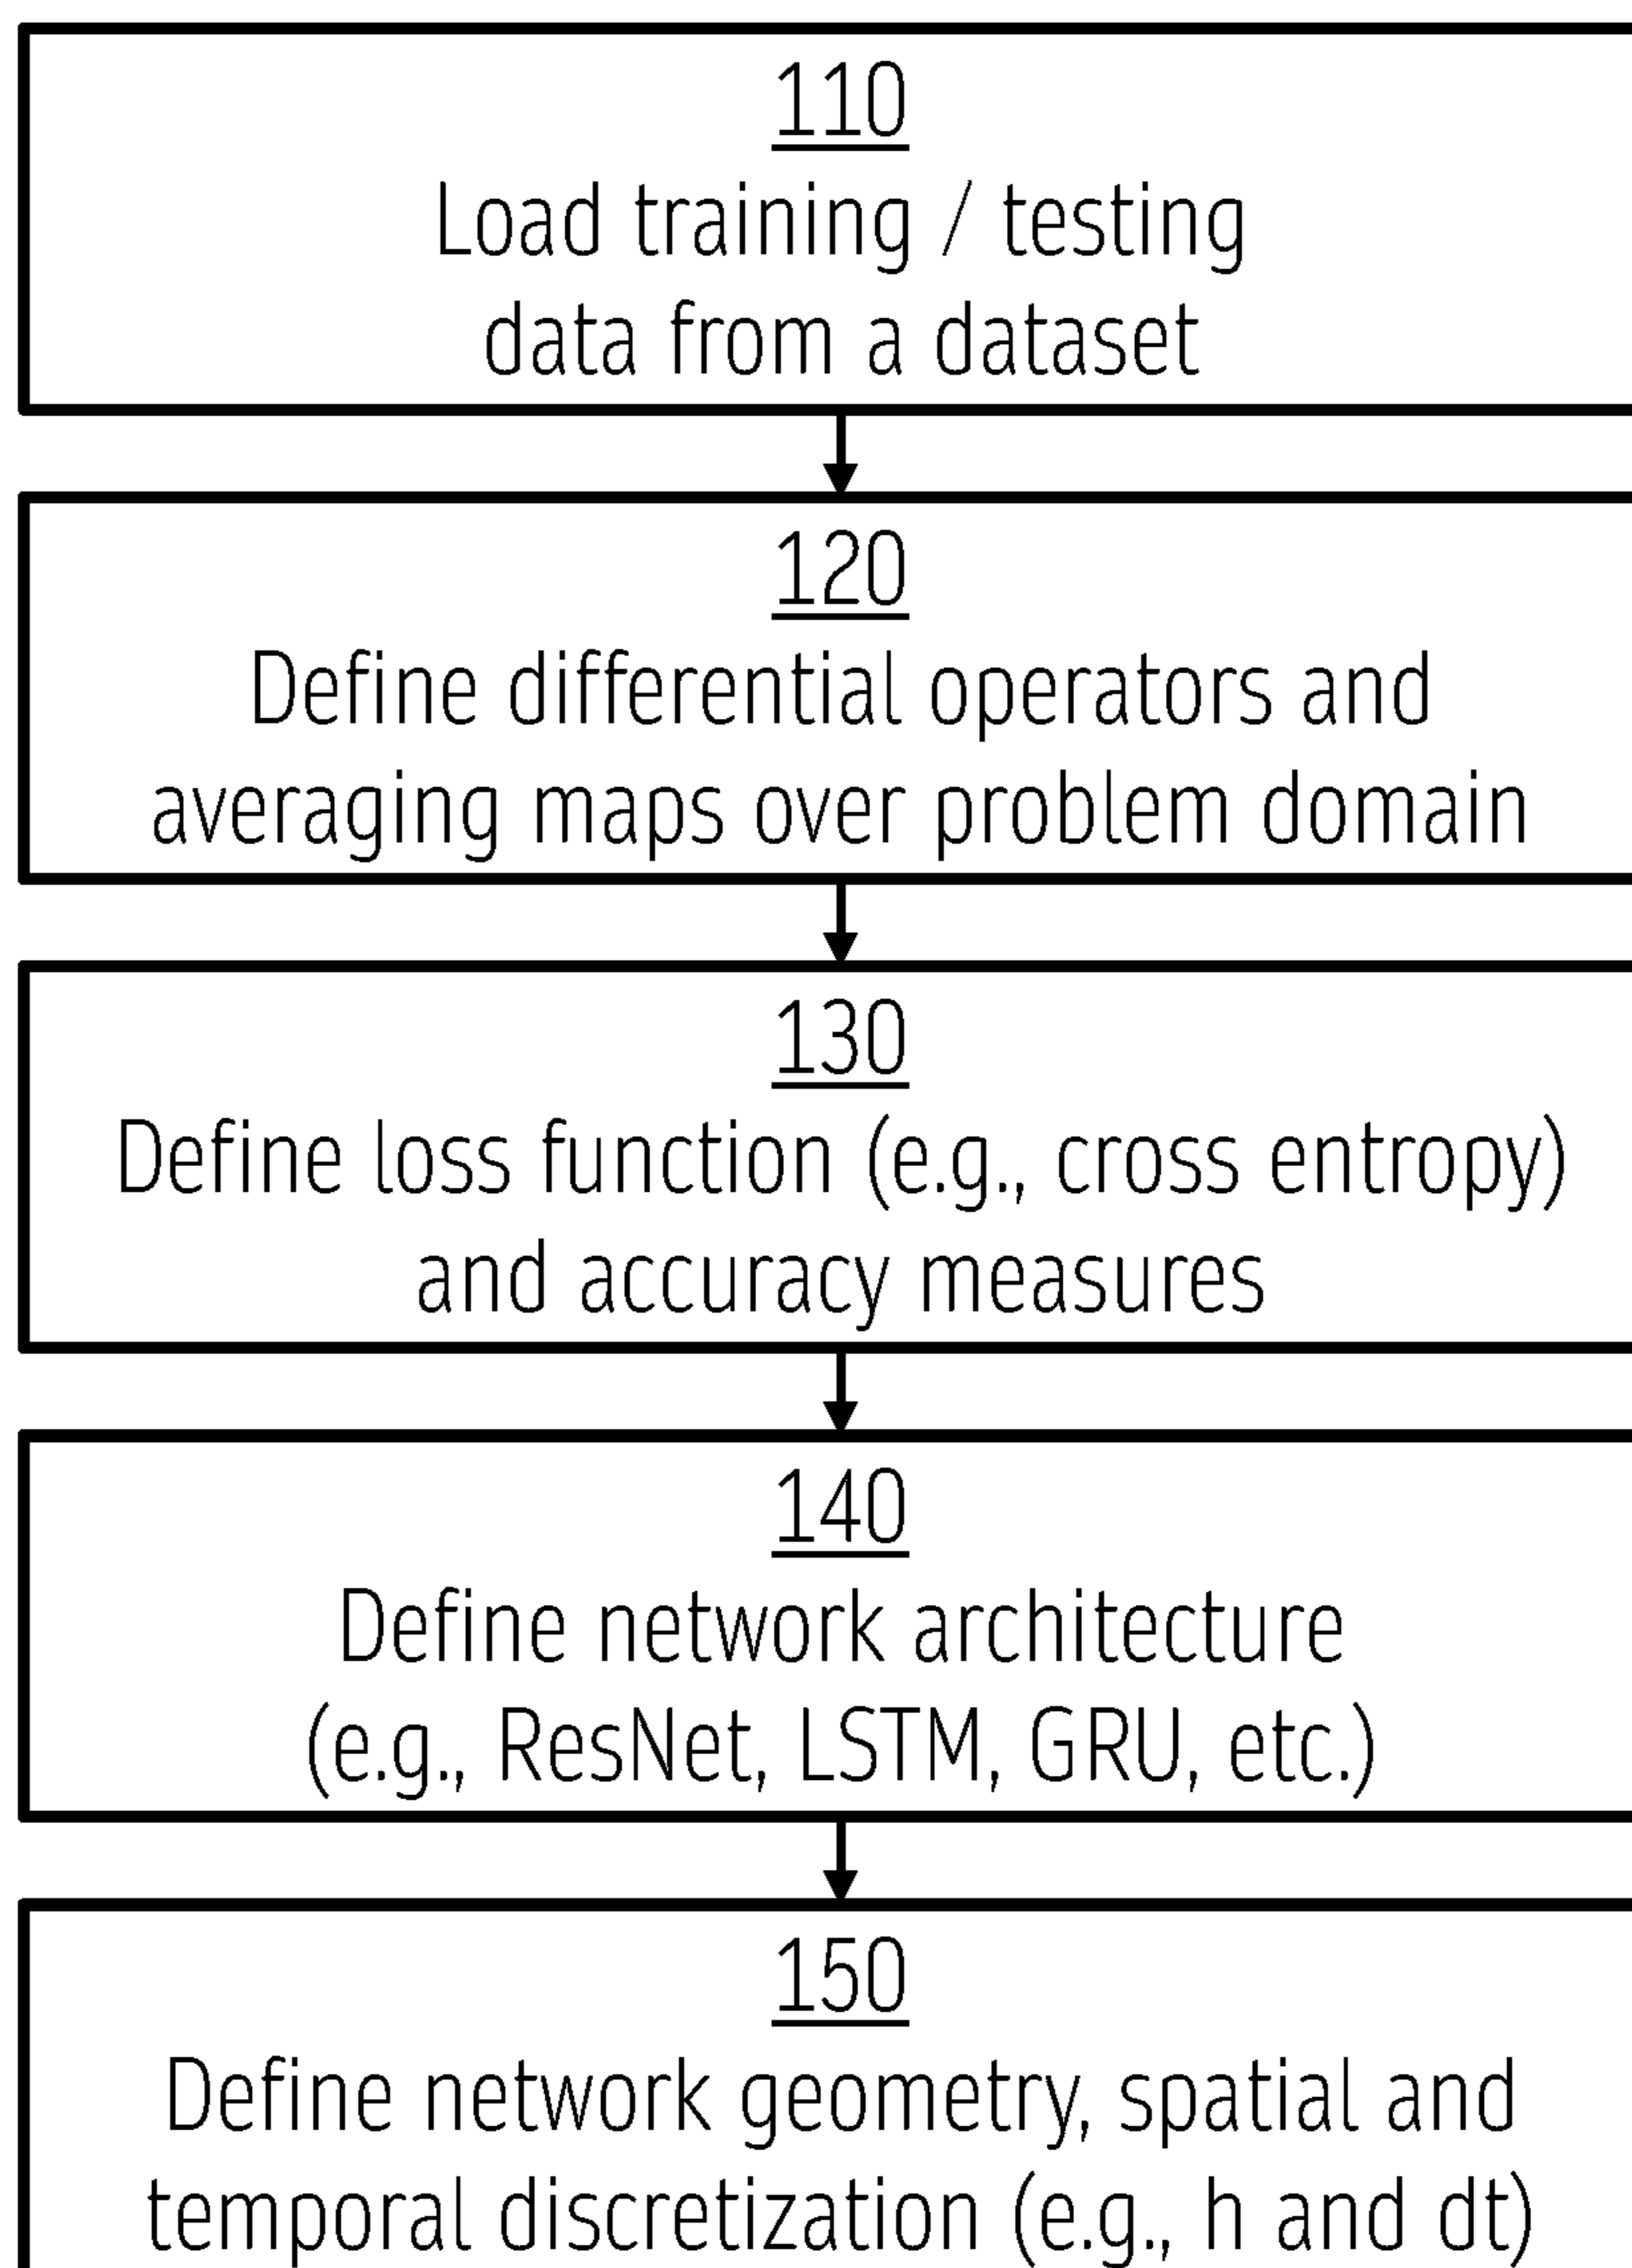 110
Load training / testing
data from a dataset
120
Define differential operators and
averaging maps over problem domain
130
Define loss function (e.g., cross entropy)
and accuracy measures
140
Define network architecture
(e.g., ResNet, LSTM, GRU, etc.)
150
Define network geometry, spatial and
temporal discretization (e.g., h and dt)